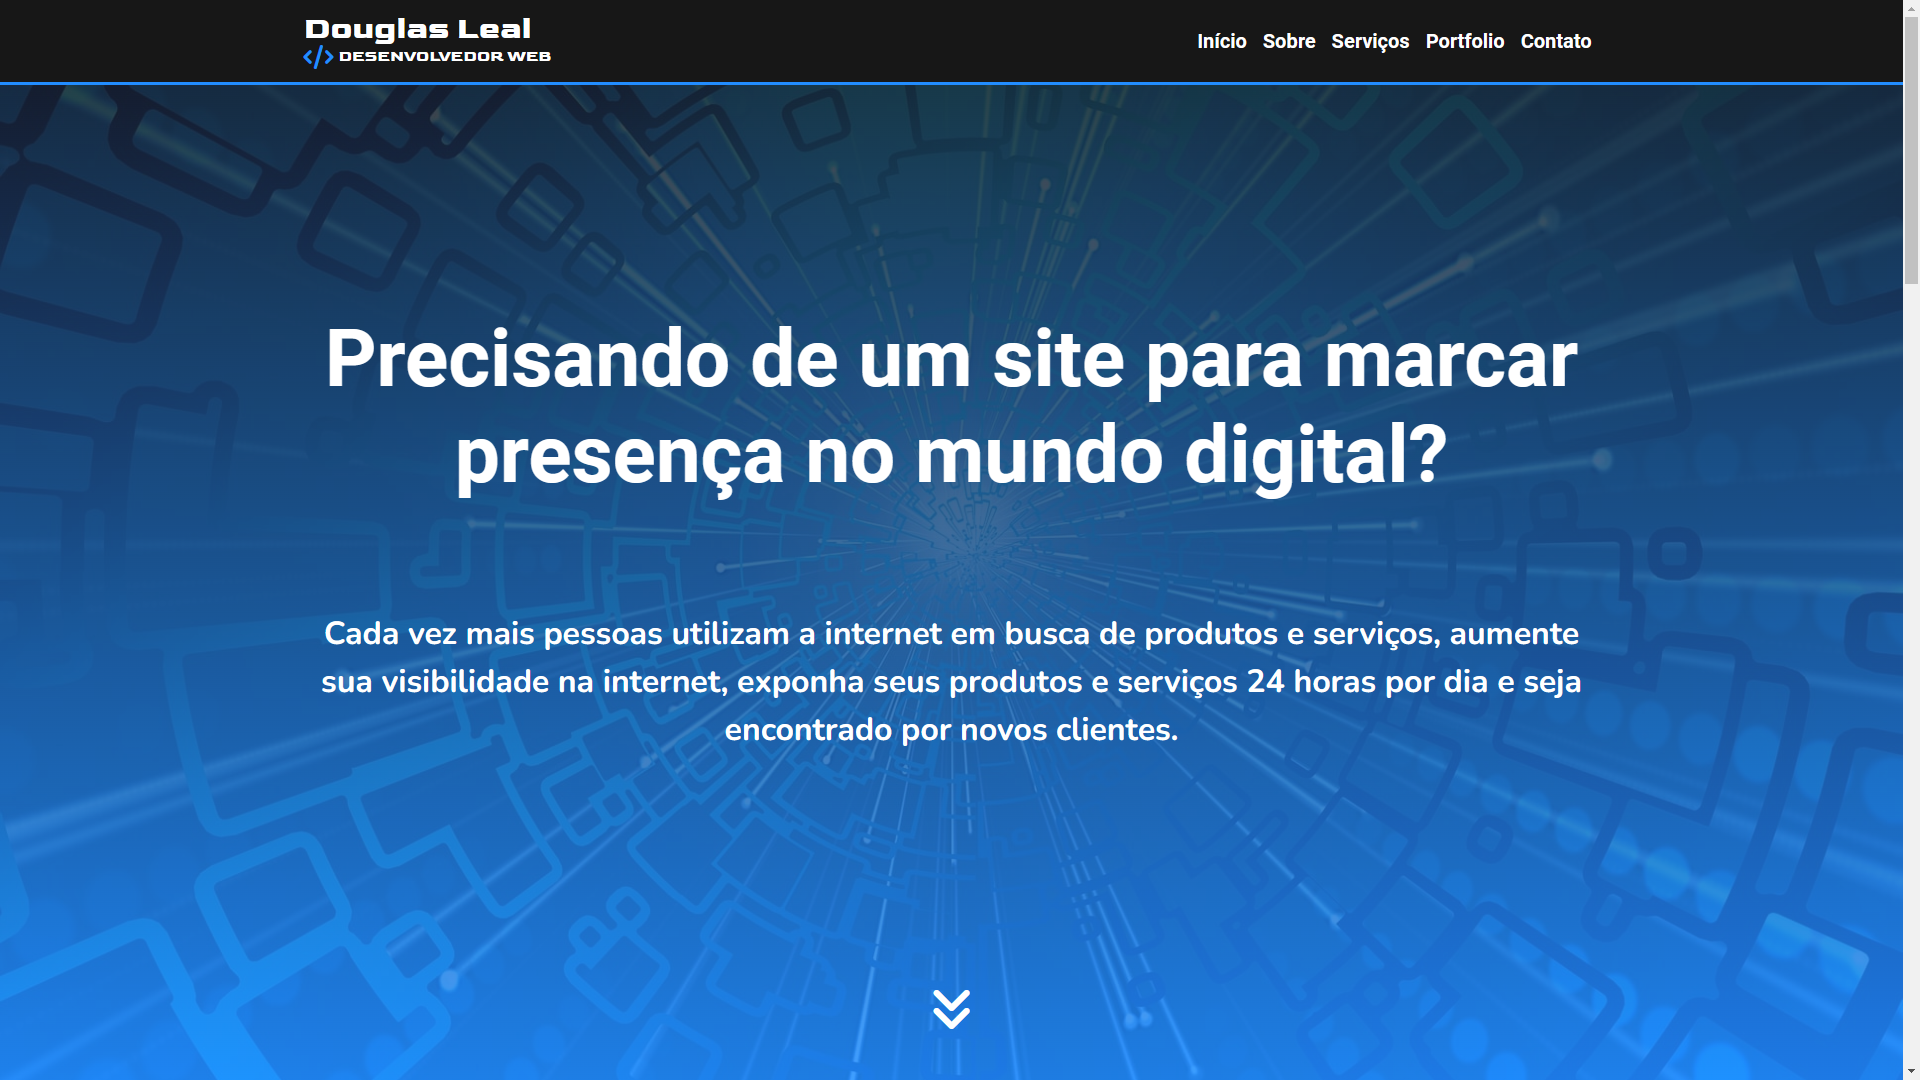 Douglas Leal
</> DESENVOLVEDOR WEB
Início Sobre Serviços Portfolio Contato
Precisando de um site para marcar
presença no mundo digital?
Cada vez mais pessoas utilizam a internet em busca de produtos e serviços, aumente
sua visibilidade na internet, exponha seus produtos e serviços 24 horas por dia e seja
encontrado por novos clientes.